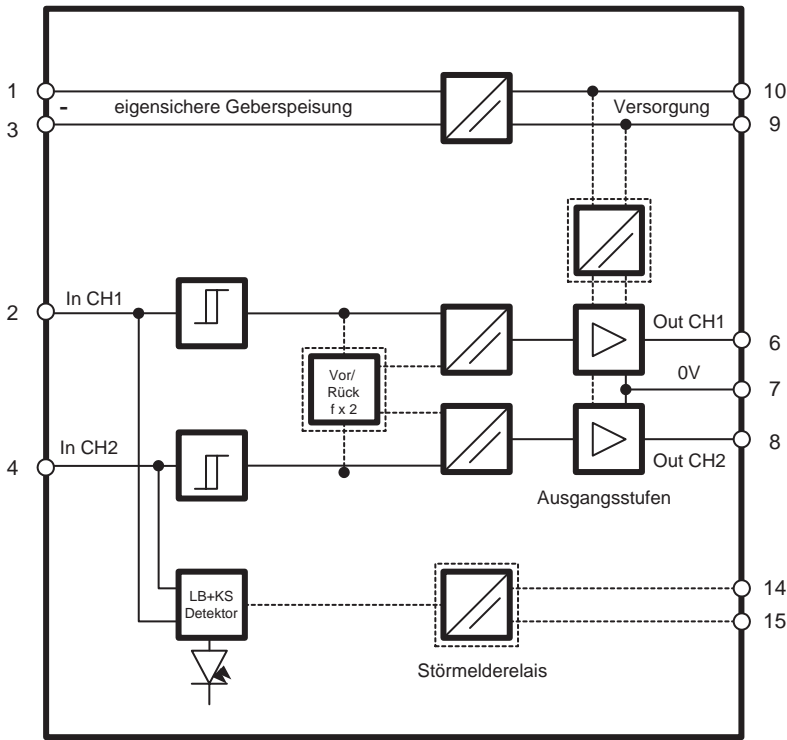 1
-
eigensichere Geberspeisung
Versorgung
10
3
9
2
In CH1
Out CH1
6
Vor/
Rück
f x 2
0V
7
4
In CH2
Out CH2
8
Ausgangsstufen
LB+KS
Detektor
14
15
Störmelderelais